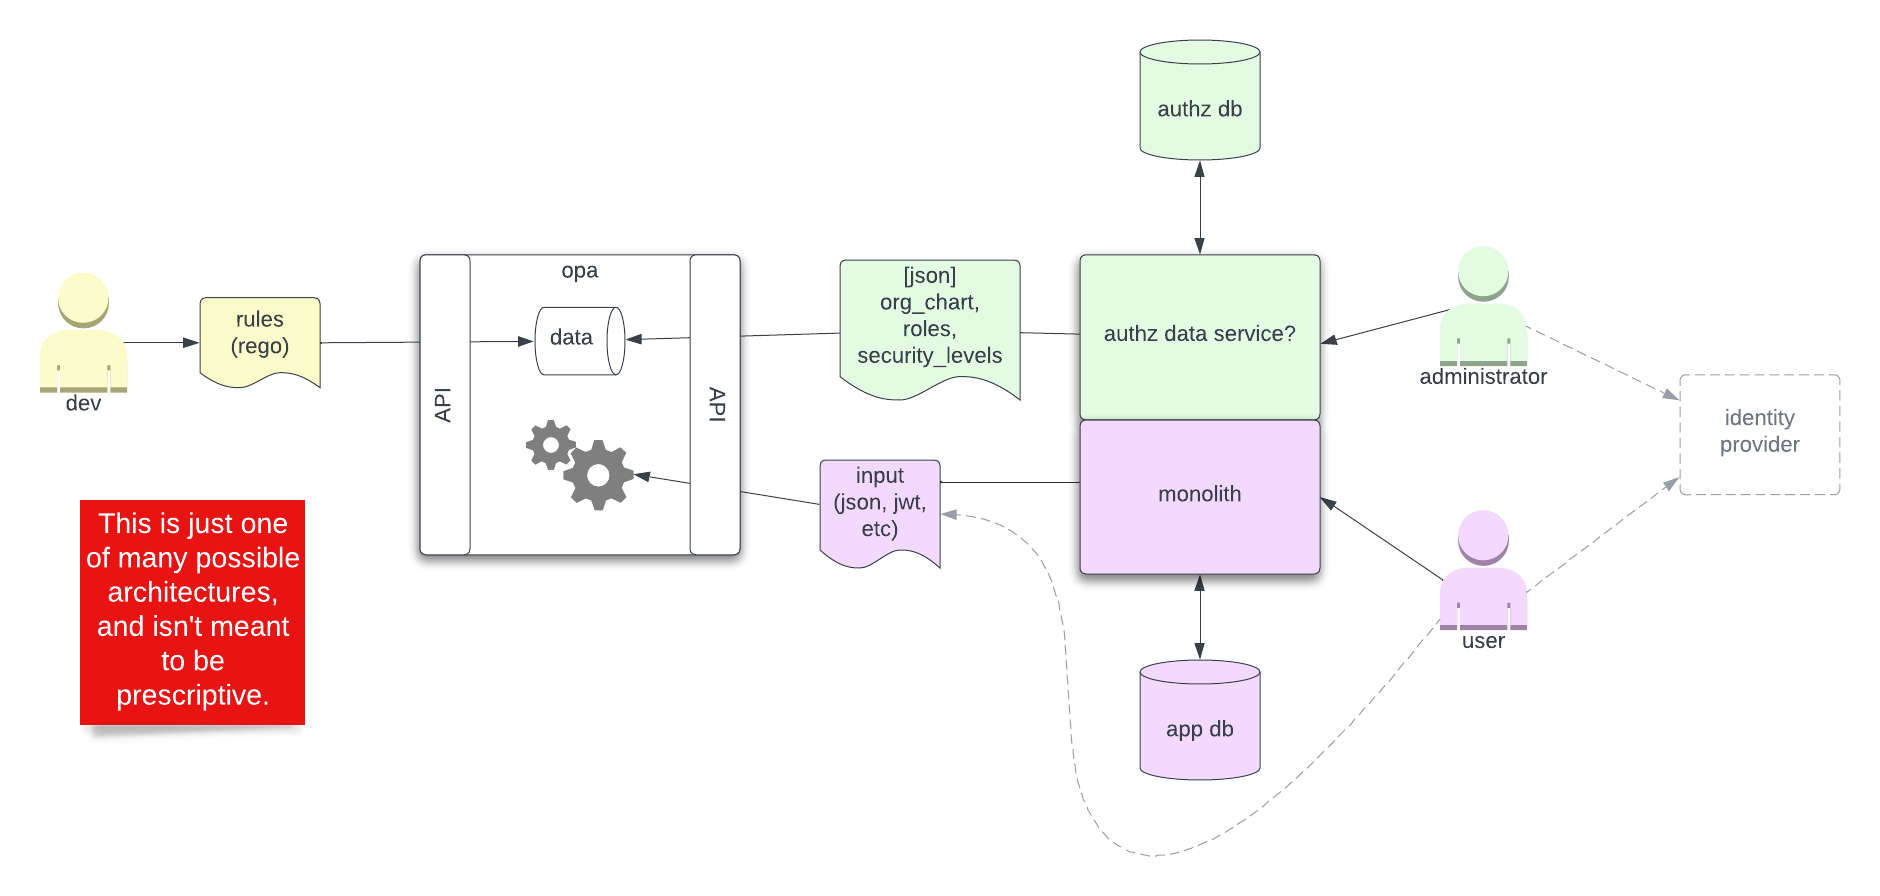 authz db
opa
[json]
org_chart,
roles,
security_levels
rules
(rego)
data
authz data service?
administrator
dev
API
API
identity
provider
input
(json, jwt,
etc)
monolith
This is just one
of many possible
architectures,
and isn't meant
to be
prescriptive.
user
app db